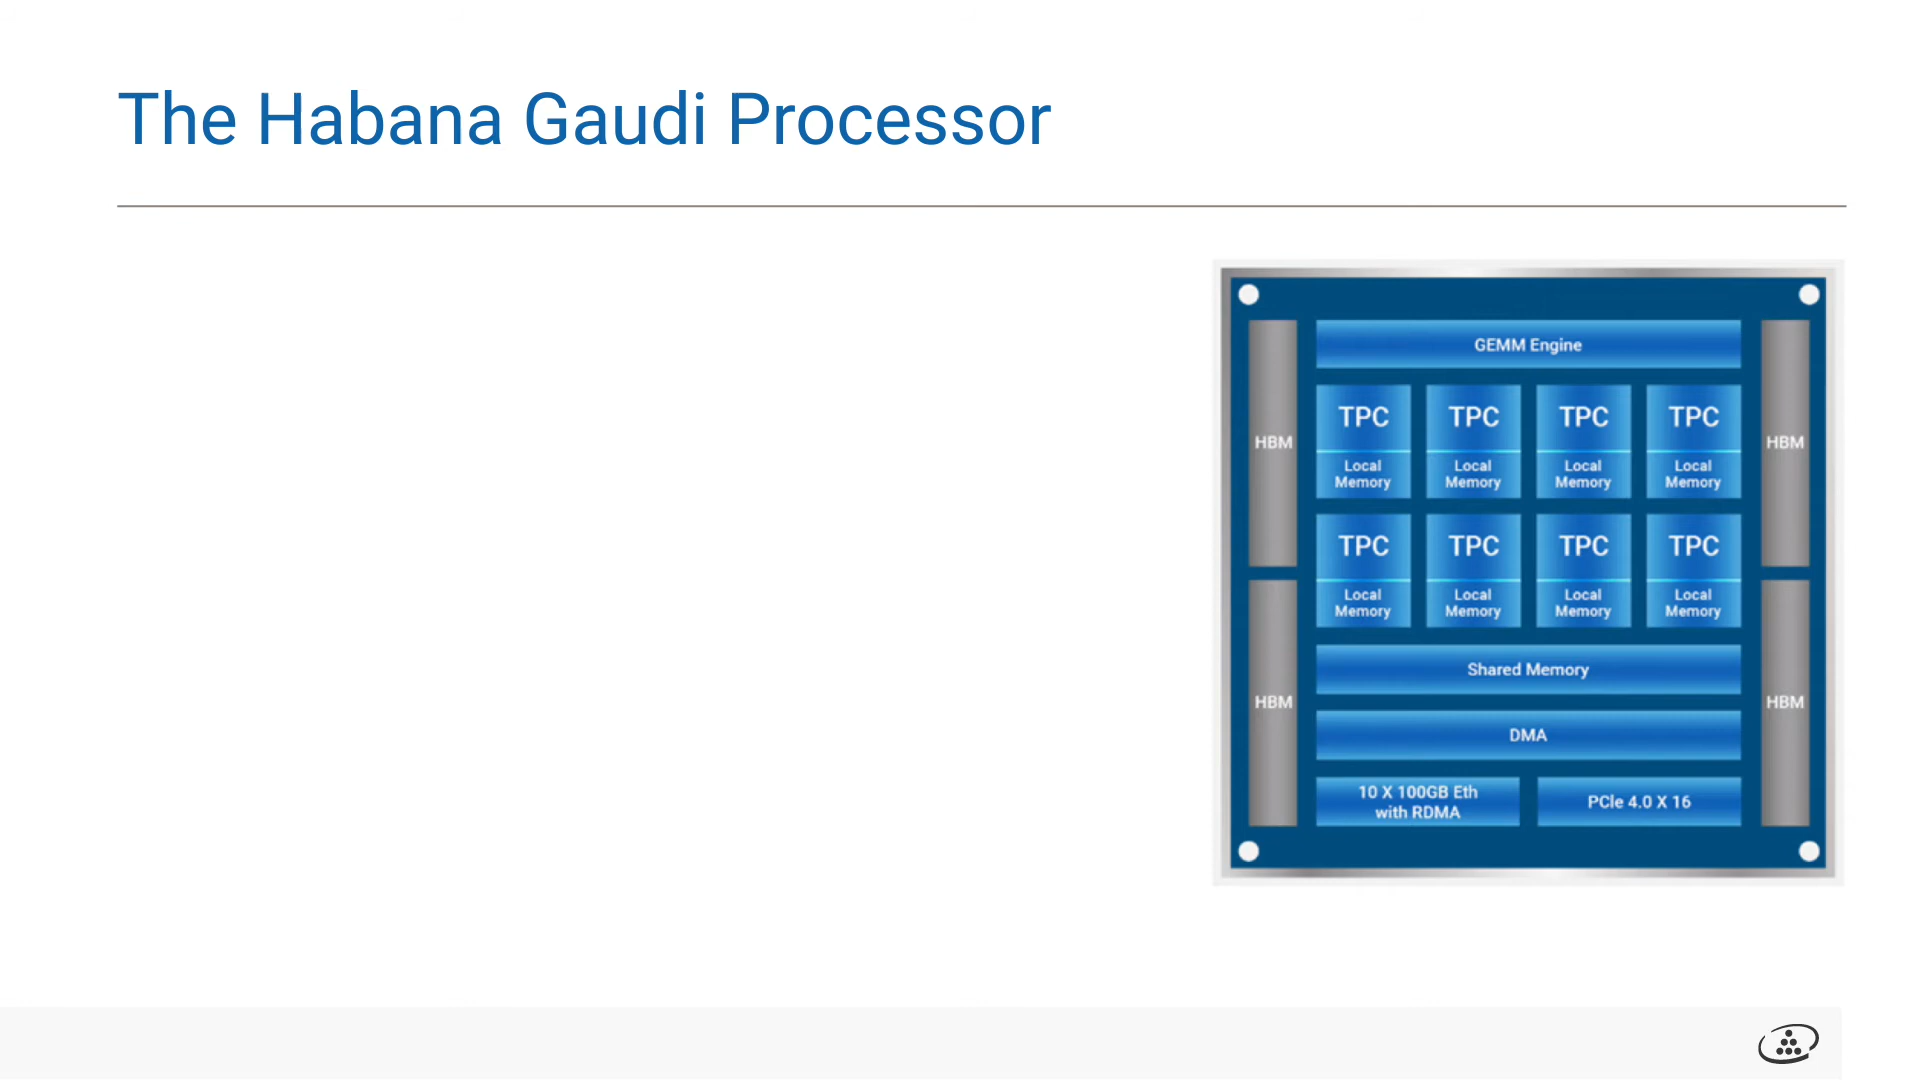 The Habana Gaudi Processor
GEMM Engine
HBM
TPC
TPC
TPC
TPC
HBM
Local
Memory
Local
Memory
Local
Memory
Local
Memory
TPC
TPC
TPC
TPC
Local
Memory
Local
Memory
Local
Memory
Local
Memory
HBM
Shared Memory
HBM
DMA
10 X 100GB Eth
with RDMA
PCle 4.0 X 16